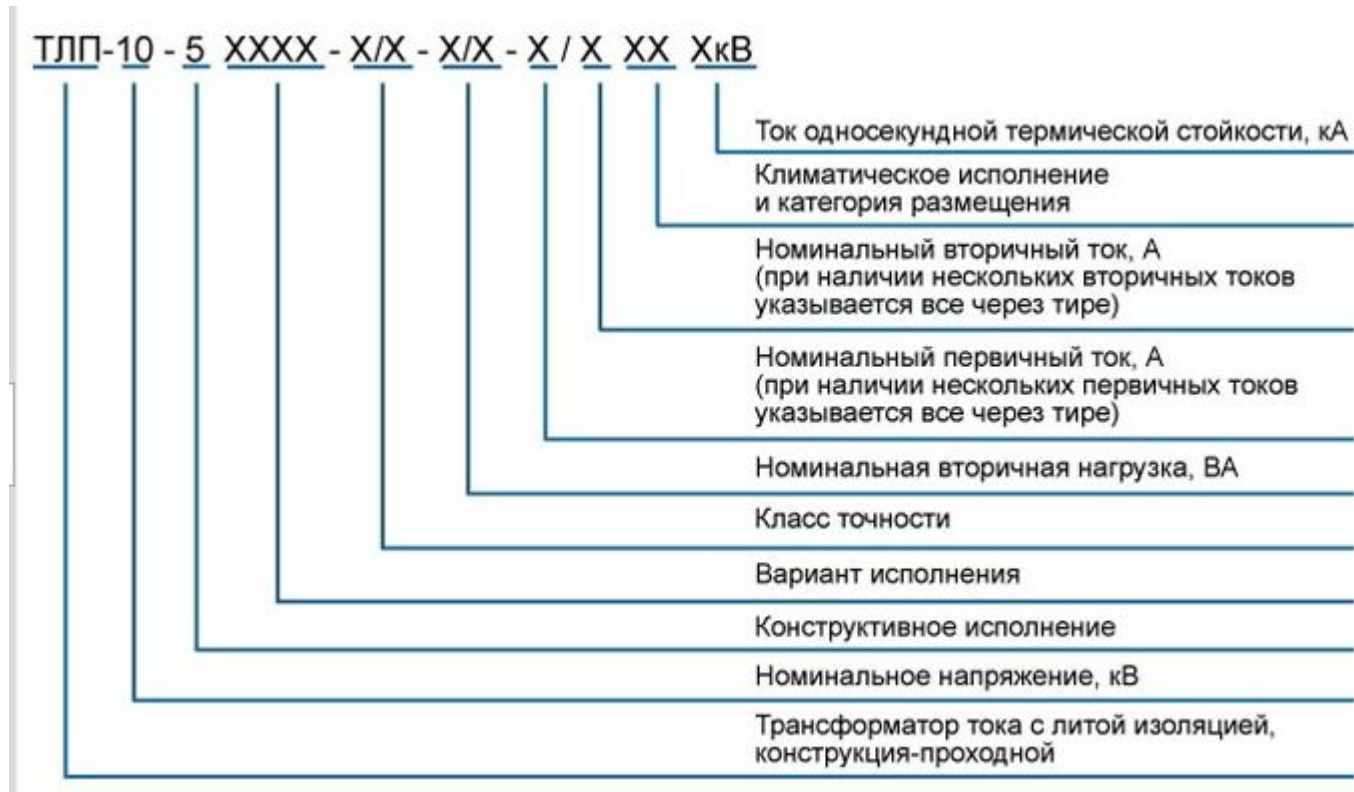 ТЛП-10 - 5 ХХХХ - Х/Х - Х/Х - Х / Х ХХ ХкВ
Ток односекундной термической стойкости, кА
Климатическое исполнение
и категория размещения
Номинальный вторичный ток, А
(при наличии нескольких вторичных токов
указывается все через тире)
Номинальный первичный ток, А
(при наличии нескольких первичных токов
указывается все через тире)
Номинальная вторичная нагрузка, ВА
Класс точности
Вариант исполнения
Конструктивное исполнение
Номинальное напряжение, кВ
Трансформатор тока с литой изоляцией,
конструкция-проходной